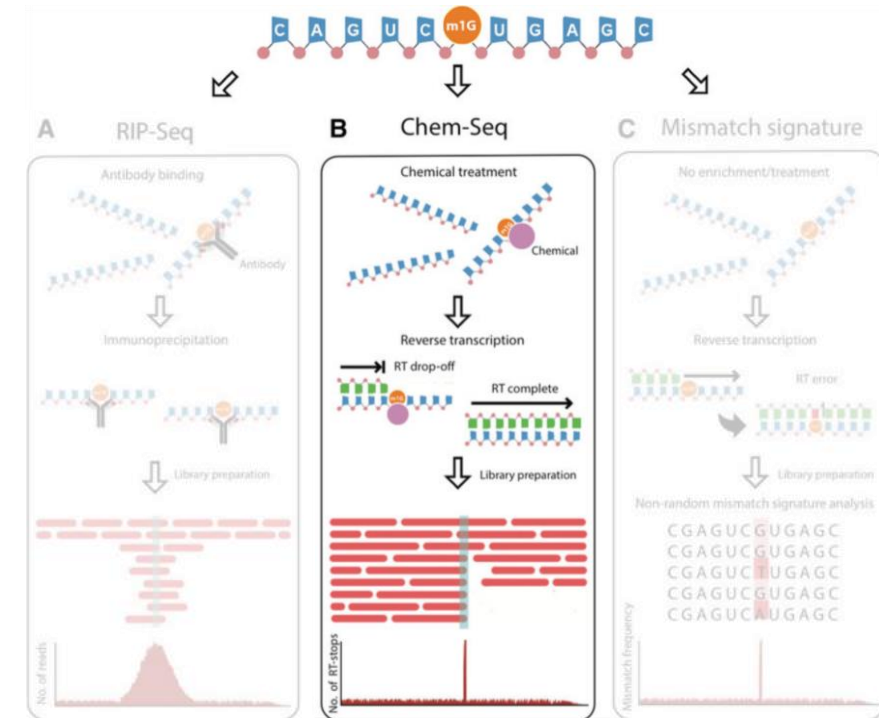 C A G U C m1G U G A G C
A RIP-Seq
Antibody binding
Antibody
Immunoprecipitation
Library preparation
No. of reads
B Chem-Seq
Chemical treatment
Chemical
Reverse transcription
RT drop-off
m1G
RT complete
Library preparation
No. of RT-stops
C Mismatch signature
No enrichment/treatment
Reverse transcription
RT error
Library preparation
Non-random mismatch signature analysis
CGAGUCGUGAGC
CGAGUCGUGAGC
CGAGUCTUGAGC
CGAGUCGUGAGC
CGAGUCAUGAGC
Mismatch frequency